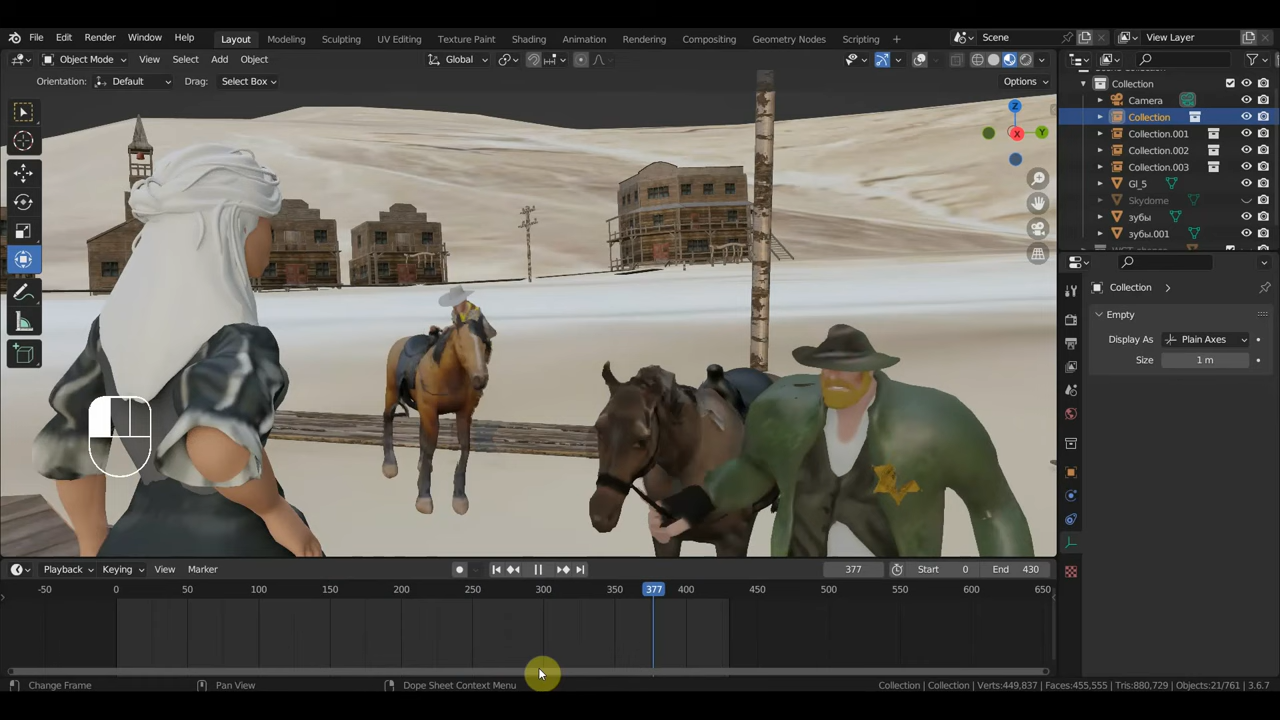 File Edit Render Window Help Layout Modeling Sculpting UV Editing Texture Paint Shading Animation Rendering Compositing Geometry Nodes Scripting + Scene View Layer
Object Mode View Select Add Object Global
Orientation: Default Drag: Select Box Options
Z
Y
X
Collection
Camera
Collection
Collection.001
Collection.002
Collection.003
Gl_5
Skydome
зубы
зубы.001
Collection
Empty
Display As Plain Axes
Size 1 m
Playback Keying View Marker 377 Start 0 End 430
-50 0 50 100 150 200 250 300 350 377 400 450 500 550 600 650
Change Frame Pan View Dope Sheet Context Menu Collection | Collection | Verts:449,837 | Faces:455,555 | Tris:880,729 | Objects:21/761 | 3.6.7